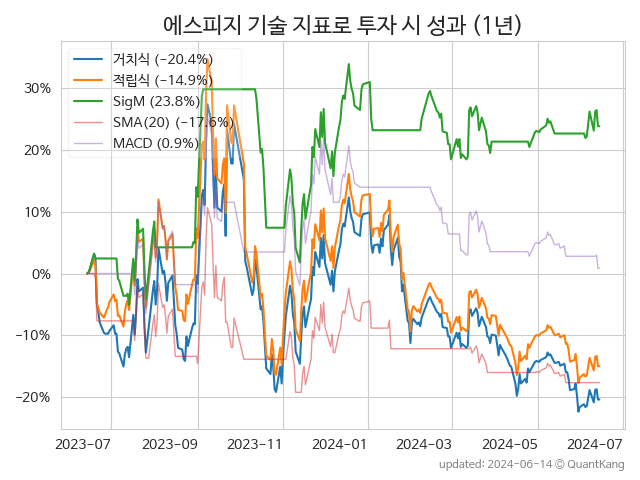 에스피지 기술 지표로 투자 시 성과 (1년)
거치식 (−20.4%)
적립식 (−14.9%)
SigM (23.8%)
SMA(20) (−17.6%)
MACD (0.9%)
30%
20%
10%
0%
−10%
−20%
2023-07 2023-09 2023-11 2024-01 2024-03 2024-05 2024-07
updated: 2024-06-14 © QuantKang